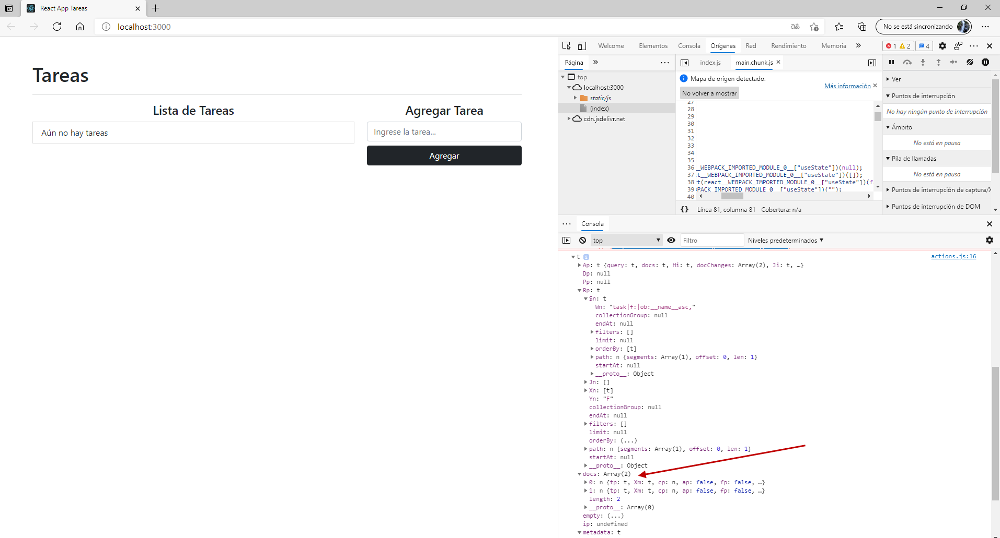 React App Tareas
localhost:3000
aあ
No se está sincronizando
Tareas
Lista de Tareas
Aún no hay tareas
Agregar Tarea
Ingrese la tarea...
Agregar
Welcome
Elementos
Consola
Orígenes
Red
Rendimiento
Memoria
1
2
4
Página
index.js
main.chunk.js
top
localhost:3000
static/js
(index)
cdn.jsdelivr.net
Mapa de origen detectado.
Más información
No volver a mostrar
27
28
29
30
31
32
33
34
35
36 _WEBPACK_IMPORTED_MODULE_0__["useState"])(null);
37 t__WEBPACK_IMPORTED_MODULE_0__["useState"])([]);
38 t(react__WEBPACK_IMPORTED_MODULE_0__["useState"])(f
39 PACK_IMPORTED_MODULE_0__["useState"])("");
40
{} Línea 81, columna 81 Cobertura: n/a
Ver
Puntos de interrupción
No hay ningún punto de interrupción
Ámbito
No está en pausa
Pila de llamadas
No está en pausa
Puntos de interrupción de captura/X
Puntos de interrupción de DOM
Consola
top
Filtro
Niveles predeterminados
t i
actions.js:16
Ap: t {query: t, docs: t, Hi: t, docChanges: Array(2), Ji: t, …}
Dp: null
Pp: null
Rp: t
$n: t
Wn: "task|f:|ob:__name__asc,"
collectionGroup: null
endAt: null
filters: []
limit: null
orderBy: [t]
path: n {segments: Array(1), offset: 0, len: 1}
startAt: null
__proto__: Object
Jn: []
Xn: [t]
Yn: "F"
collectionGroup: null
endAt: null
filters: []
limit: null
orderBy: (...)
path: n {segments: Array(1), offset: 0, len: 1}
startAt: null
__proto__: Object
docs: Array(2)
0: n {tp: t, Xm: t, cp: n, ap: false, fp: false, …}
1: n {tp: t, Xm: t, cp: n, ap: false, fp: false, …}
length: 2
__proto__: Array(0)
empty: (...)
ip: undefined
metadata: t